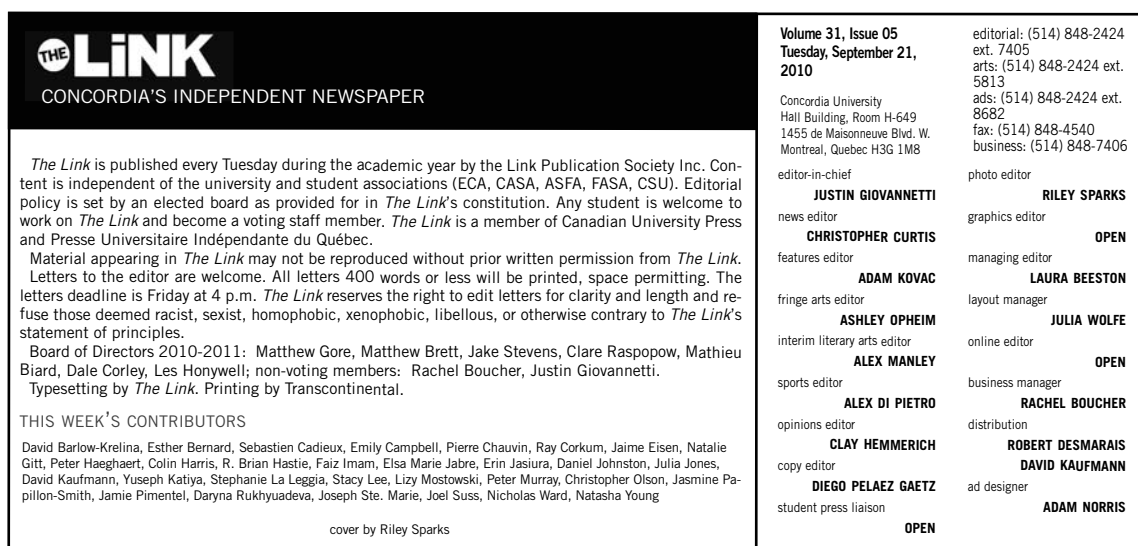 THE LiNK
CONCORDIA'S INDEPENDENT NEWSPAPER
The Link is published every Tuesday during the academic year by the Link Publication Society Inc. Con-
tent is independent of the university and student associations (ECA, CASA, ASFA, FASA, CSU). Editorial
policy is set by an elected board as provided for in The Link's constitution. Any student is welcome to
work on The Link and become a voting staff member. The Link is a member of Canadian University Press
and Presse Universitaire Indépendante du Québec.
Material appearing in The Link may not be reproduced without prior written permission from The Link.
Letters to the editor are welcome. All letters 400 words or less will be printed, space permitting. The
letters deadline is Friday at 4 p.m. The Link reserves the right to edit letters for clarity and length and re-
fuse those deemed racist, sexist, homophobic, xenophobic, libellous, or otherwise contrary to The Link's
statement of principles.
Board of Directors 2010-2011: Matthew Gore, Matthew Brett, Jake Stevens, Clare Raspopow, Mathieu
Biard, Dale Corley, Les Honywell; non-voting members: Rachel Boucher, Justin Giovannetti.
Typesetting by The Link. Printing by Transcontinental.
THIS WEEK'S CONTRIBUTORS
David Barlow-Krelina, Esther Bernard, Sebastien Cadieux, Emily Campbell, Pierre Chauvin, Ray Corkum, Jaime Eisen, Natalie
Gitt, Peter Haeghaert, Colin Harris, R. Brian Hastie, Faiz Imam, Elsa Marie Jabre, Erin Jasiura, Daniel Johnston, Julia Jones,
David Kaufmann, Yuseph Katiya, Stephanie La Leggia, Stacy Lee, Lizy Mostowski, Peter Murray, Christopher Olson, Jasmine Pa-
pillon-Smith, Jamie Pimentel, Daryna Rukhyuadeva, Joseph Ste. Marie, Joel Suss, Nicholas Ward, Natasha Young
cover by Riley Sparks
Volume 31, Issue 05
Tuesday, September 21,
2010
Concordia University
Hall Building, Room H-649
1455 de Maisonneuve Blvd. W.
Montreal, Quebec H3G 1M8
editor-in-chief
JUSTIN GIOVANNETTI
news editor
CHRISTOPHER CURTIS
features editor
ADAM KOVAC
fringe arts editor
ASHLEY OPHEIM
interim literary arts editor
ALEX MANLEY
sports editor
ALEX DI PIETRO
opinions editor
CLAY HEMMERICH
copy editor
DIEGO PELAEZ GAETZ
student press liaison
OPEN
editorial: (514) 848-2424
ext. 7405
arts: (514) 848-2424 ext.
5813
ads: (514) 848-2424 ext.
8682
fax: (514) 848-4540
business: (514) 848-7406
photo editor
RILEY SPARKS
graphics editor
OPEN
managing editor
LAURA BEESTON
layout manager
JULIA WOLFE
online editor
OPEN
business manager
RACHEL BOUCHER
distribution
ROBERT DESMARAIS
DAVID KAUFMANN
ad designer
ADAM NORRIS